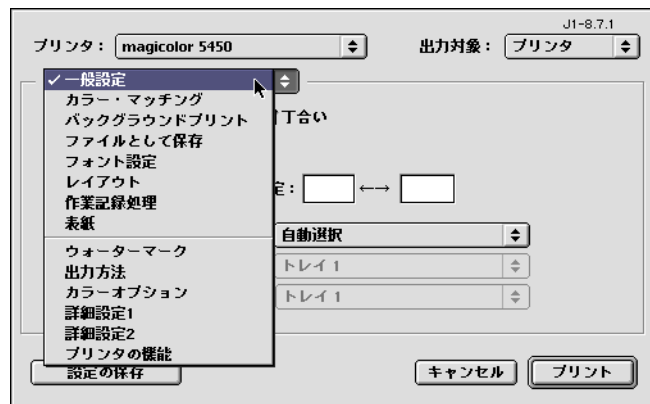 J1-8.7.1
プリンタ： magicolor 5450 出力対象： プリンタ
✓ 一般設定
カラー・マッチング
バックグラウンドプリント 丁合い
ファイルとして保存
フォント設定
レイアウト 定： ←→
作業記録処理
表紙
自動選択
ウォーターマーク
出力方法 トレイ 1
カラーオプション トレイ 1
詳細設定1
詳細設定2
プリンタの機能
設定の保存 キャンセル プリント